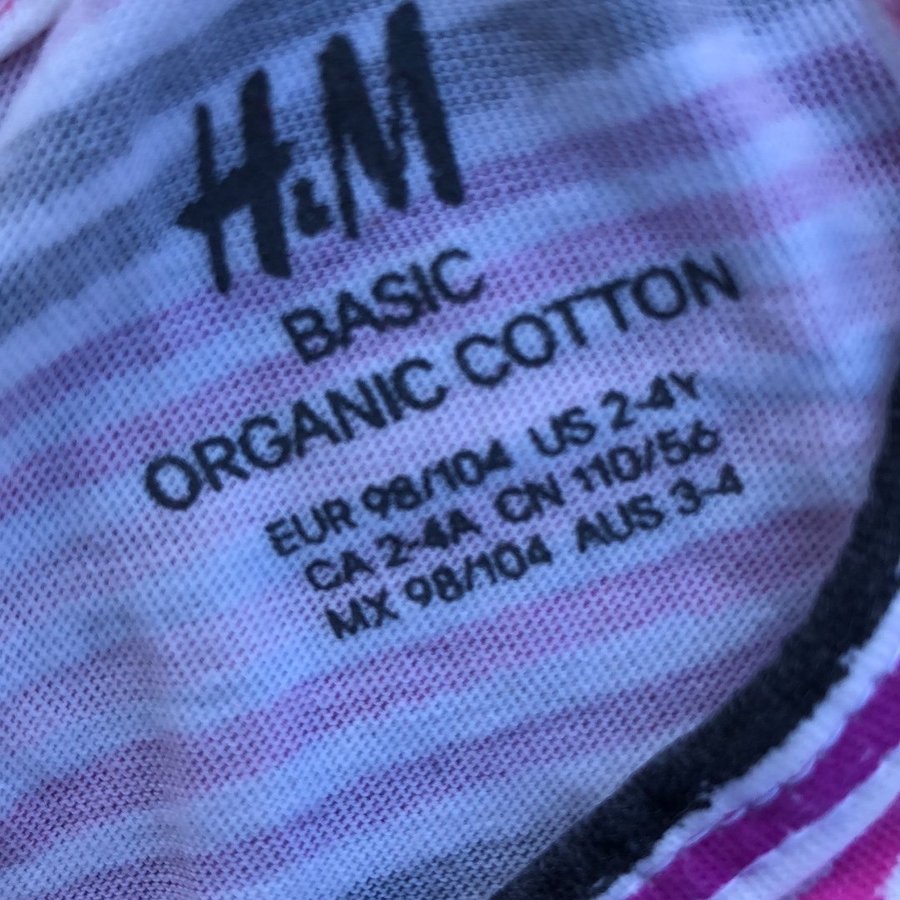 H&M
BASIC
ORGANIC COTTON
EUR 98/104 US 2-4Y
CA 2-4A CN 110/56
MX 98/104 AUS 3-4